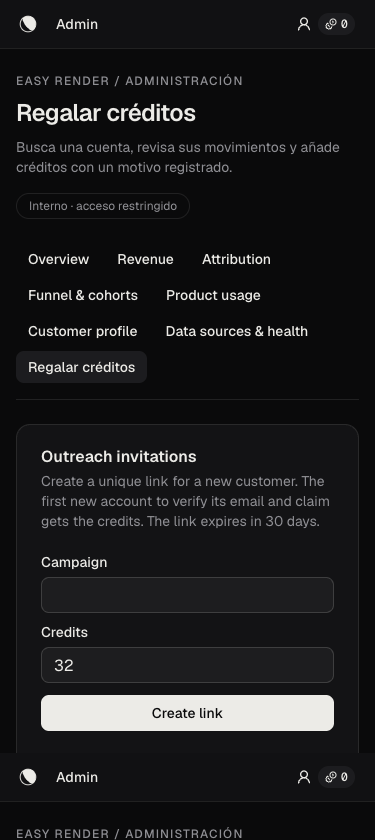 Admin 0
EASY RENDER / ADMINISTRACIÓN
Regalar créditos
Busca una cuenta, revisa sus movimientos y añade
créditos con un motivo registrado.
Interno · acceso restringido
Overview Revenue Attribution
Funnel & cohorts Product usage
Customer profile Data sources & health
Regalar créditos
Outreach invitations
Create a unique link for a new customer. The
first new account to verify its email and claim
gets the credits. The link expires in 30 days.
Campaign
Credits
32
Create link
Admin 0
EASY RENDER / ADMINISTRACIÓN